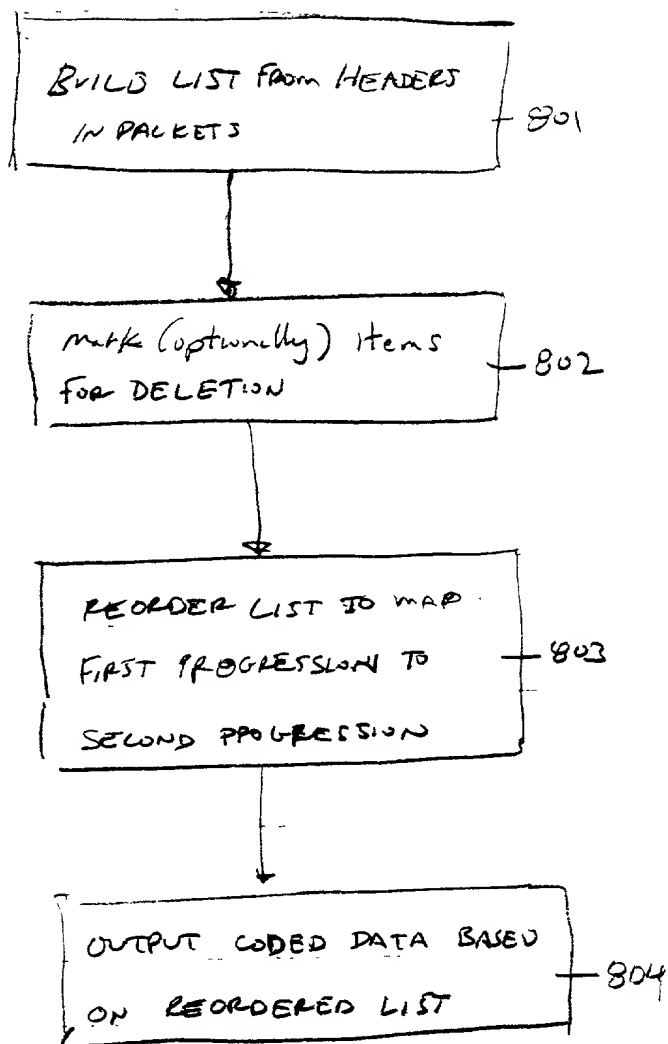 BUILD LIST FROM HEADERS
IN PACKETS
801
mark (optionally) items
FOR DELETION
802
REORDER LIST TO MAP
FIRST PROGRESSION TO
SECOND PROGRESSION
803
OUTPUT CODED DATA BASED
ON REORDERED LIST
804